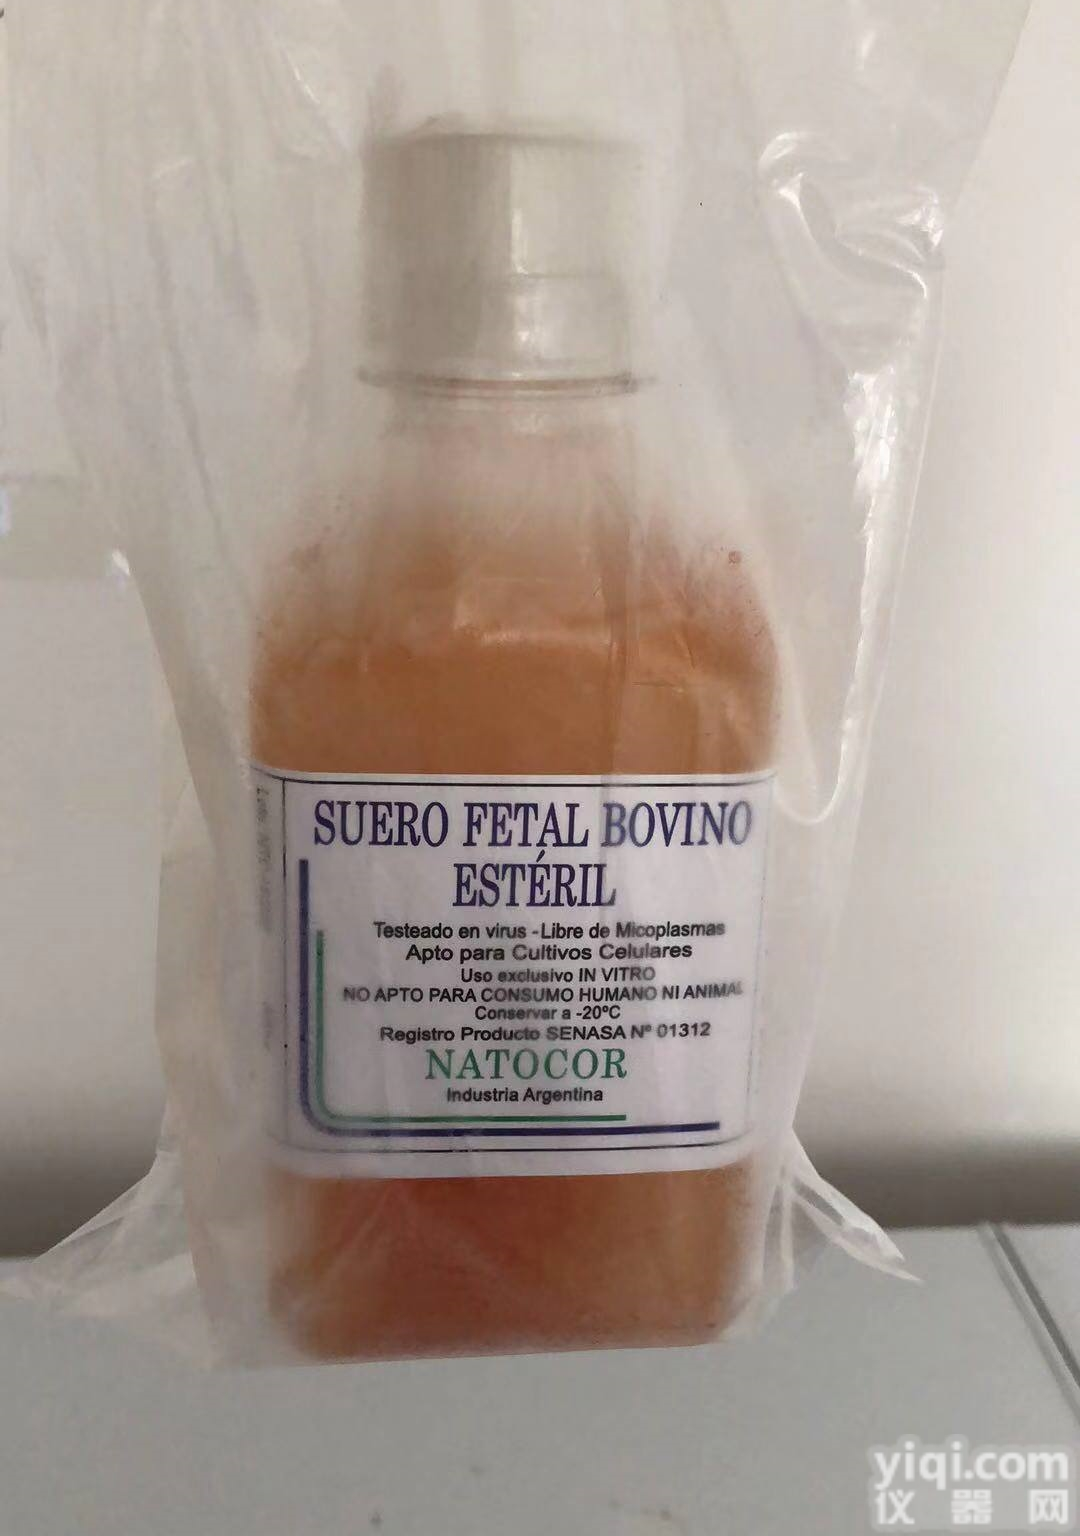 SUERO FETAL BOVINO
ESTÉRIL
Testeado en virus - Libre de Micoplasmas
Apto para Cultivos Celulares
Uso exclusivo IN VITRO
NO APTO PARA CONSUMO HUMANO NI ANIMAL
Conservar a -20ºC
Registro Producto SENASA Nº 01312
NATOCOR
Industria Argentina
yiqi.com
仪器网